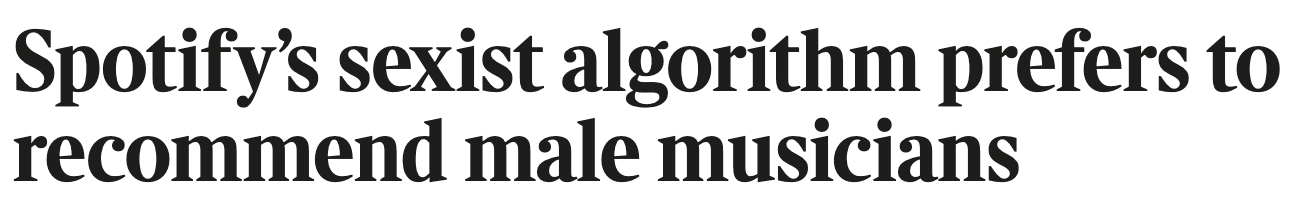 Spotify’s sexist algorithm prefers to
recommend male musicians